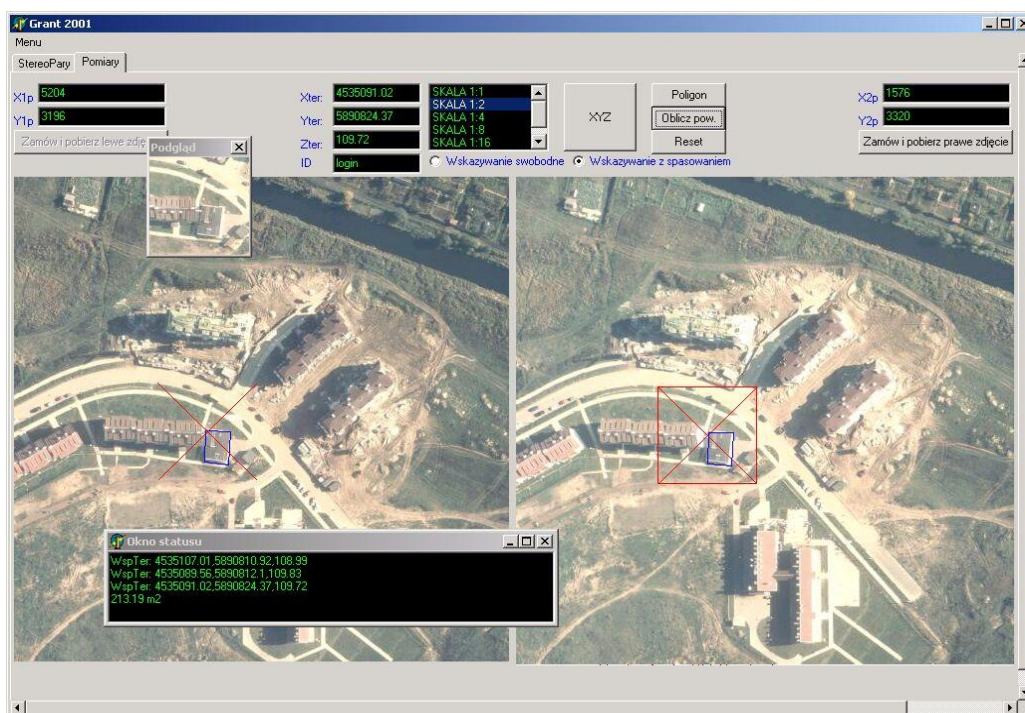 Grant 2001
Menu
StereoPary Pomiary
X1p 5204
Y1p 3196
Zamów i pobierz lewe zdję
Podgląd
Xter: 4535091.02
Yter: 5890824.37
Zter: 109.72
ID login
SKALA 1:1
SKALA 1:2
SKALA 1:4
SKALA 1:8
SKALA 1:16
XYZ
Poligon
Oblicz pow.
Reset
Wskazywanie swobodne Wskazywanie z spasowaniem
X2p 1576
Y2p 3320
Zamów i pobierz prawe zdjęcie
Okno statusu
WspTer: 4535107.01,5890810.92,108.99
WspTer: 4535089.56,5890812.1,109.83
WspTer: 4535091.02,5890824.37,109.72
213.19 m2